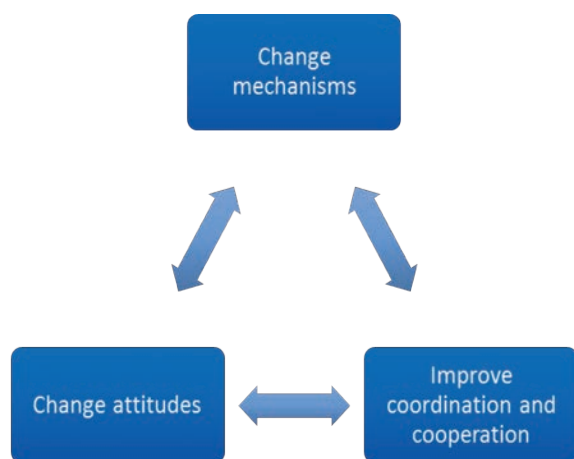 Change
mechanisms
Change attitudes
Improve
coordination and
cooperation